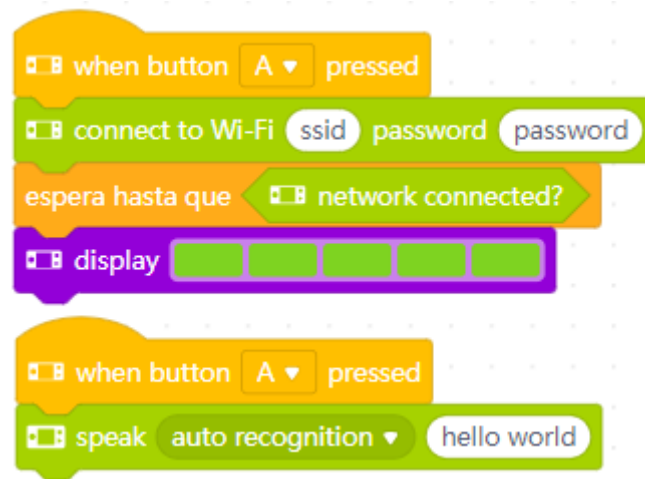 when button A pressed
connect to Wi-Fi ssid password password
espera hasta que network connected?
display
when button A pressed
speak auto recognition hello world